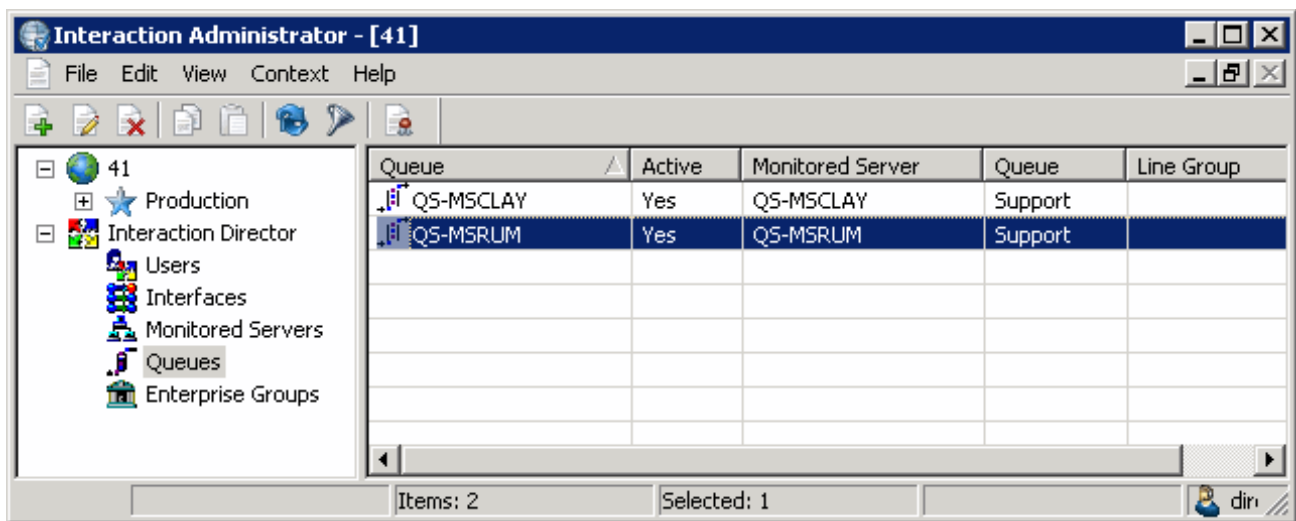 Interaction Administrator - [41]
File Edit View Context Help
41
Production
Interaction Director
Users
Interfaces
Monitored Servers
Queues
Enterprise Groups
Queue Active Monitored Server Queue Line Group
QS-MSCLAY Yes QS-MSCLAY Support
QS-MSRUM Yes QS-MSRUM Support
Items: 2 Selected: 1